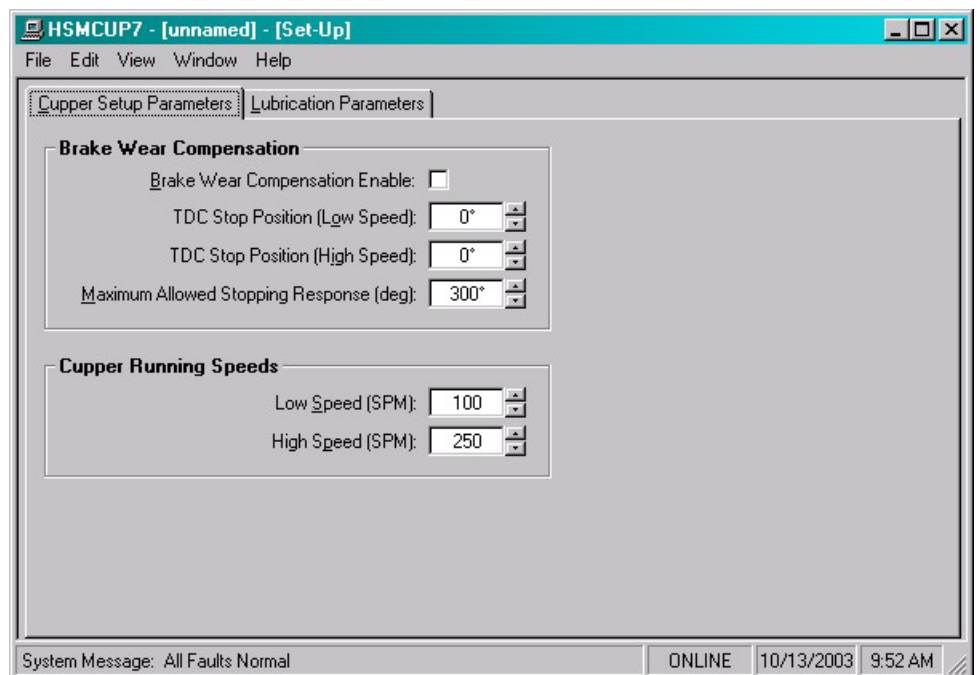 HSMCUP7 - [unnamed] - [Set-Up]
File Edit View Window Help
Cupper Setup Parameters Lubrication Parameters
Brake Wear Compensation
Brake Wear Compensation Enable:
TDC Stop Position (Low Speed): 0°
TDC Stop Position (High Speed): 0°
Maximum Allowed Stopping Response (deg): 300°
Cupper Running Speeds
Low Speed (SPM): 100
High Speed (SPM): 250
System Message: All Faults Normal ONLINE 10/13/2003 9:52 AM